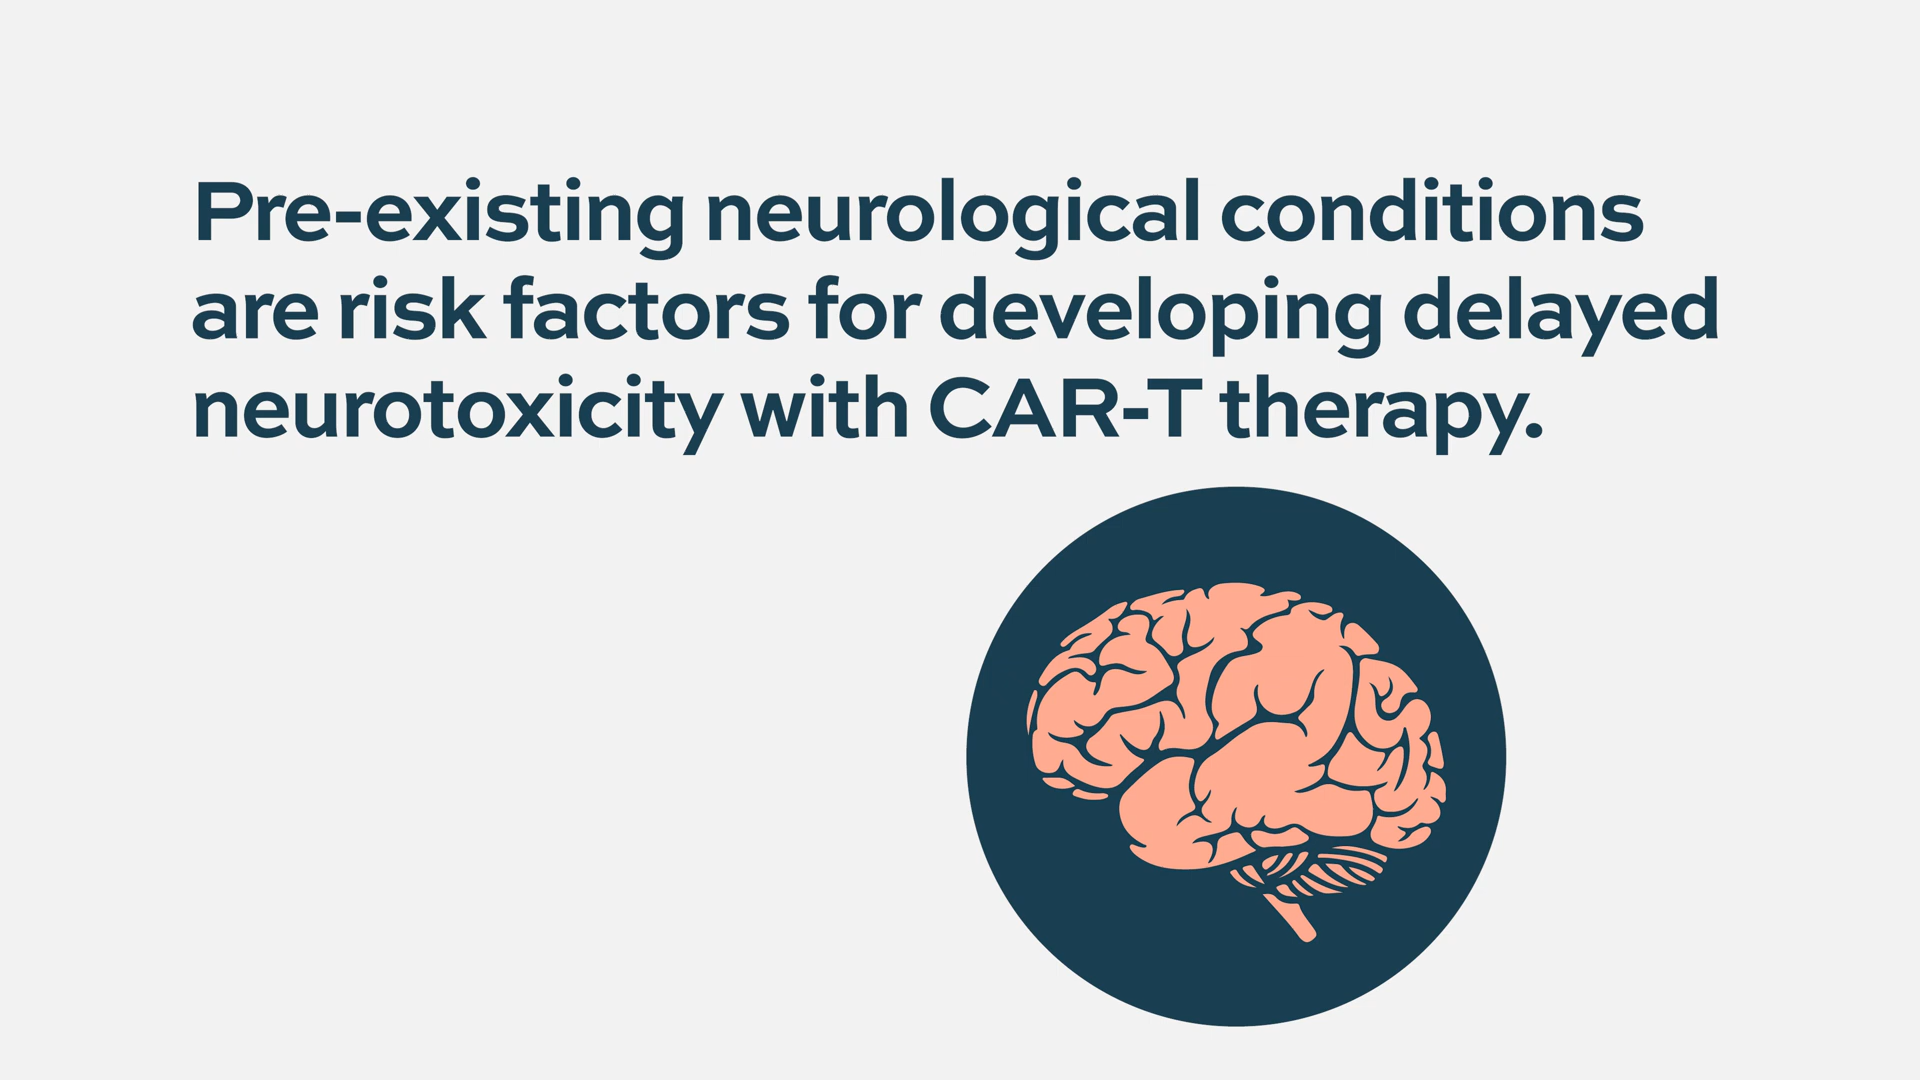 Pre-existing neurological conditions
are risk factors for developing delayed
neurotoxicity with CAR-T therapy.